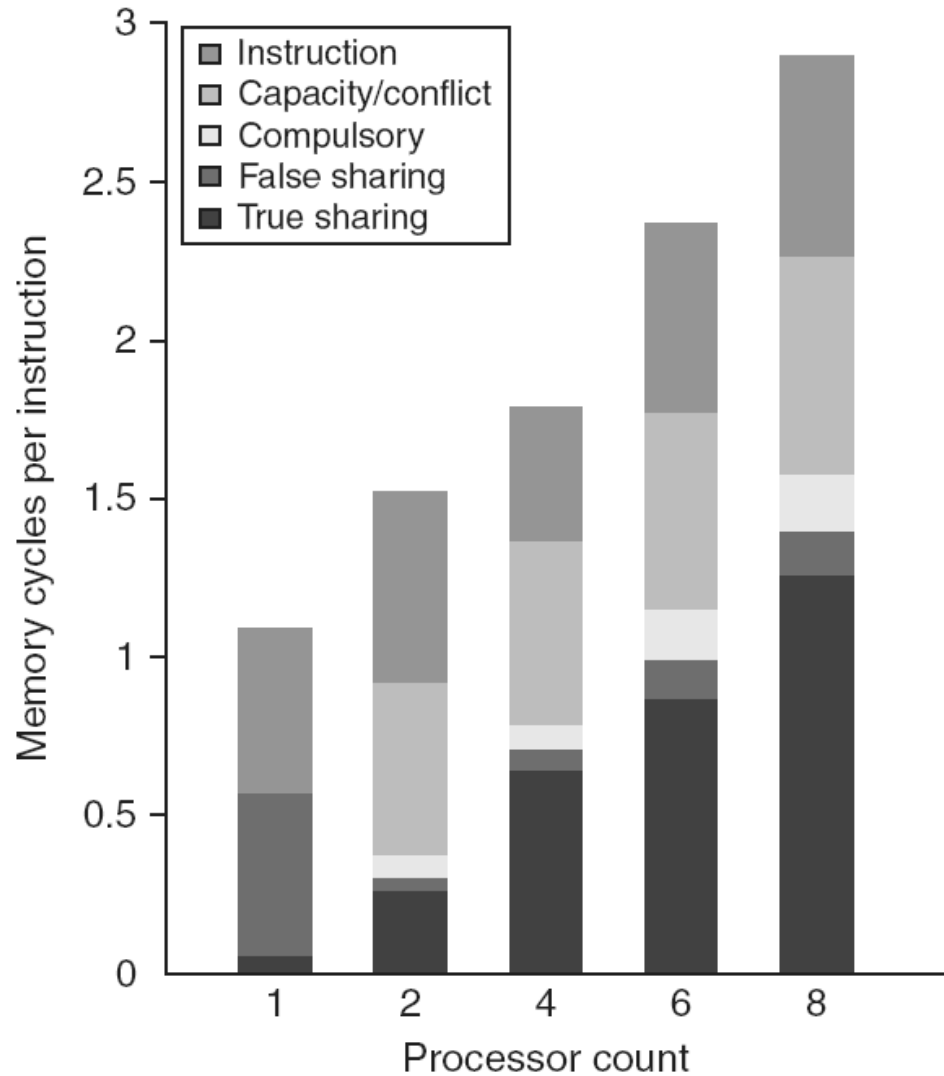 3
Instruction
Capacity/conflict
Compulsory
False sharing
True sharing
2.5
2
1.5
1
0.5
0
Memory cycles per instruction
1 2 4 6 8
Processor count